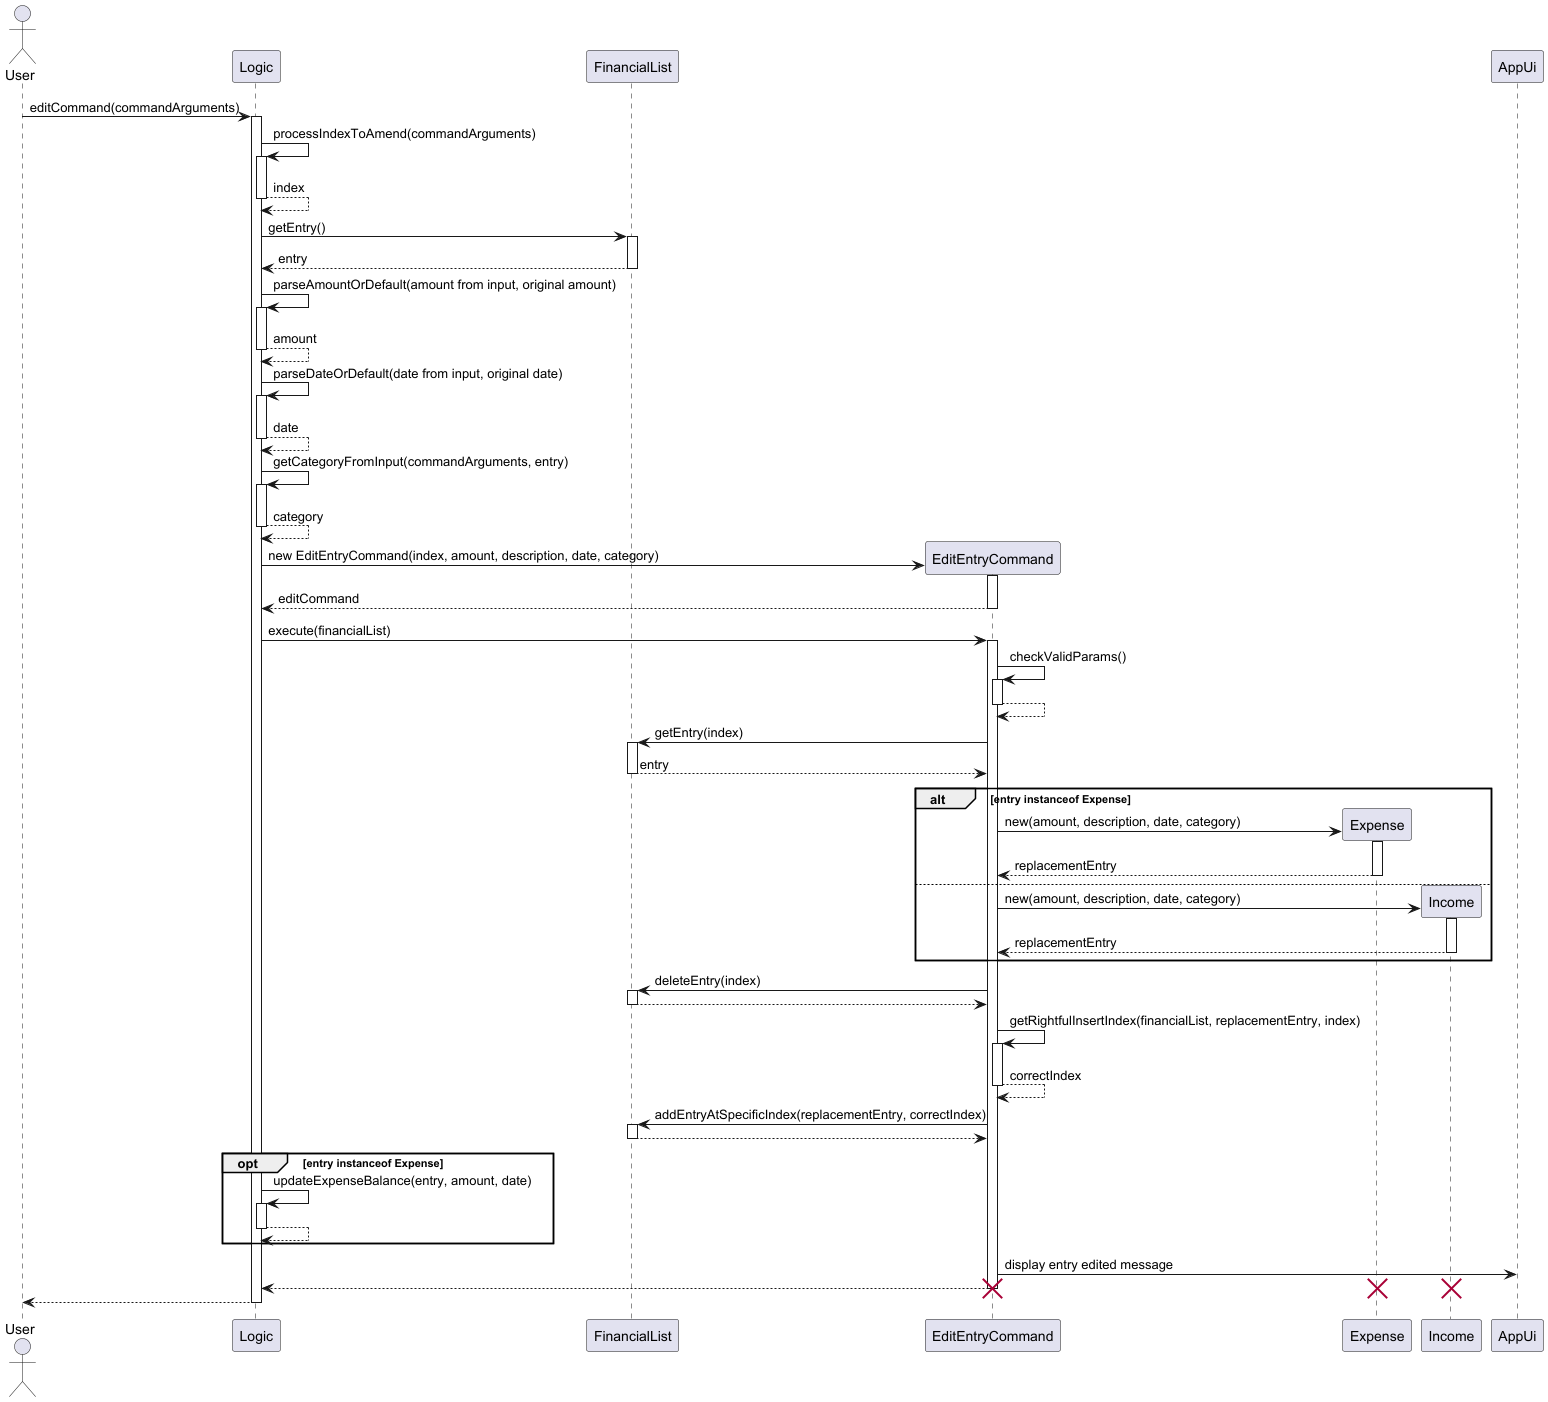 User
Logic
FinancialList
AppUi
editCommand(commandArguments)
processIndexToAmend(commandArguments)
index
getEntry()
entry
parseAmountOrDefault(amount from input, original amount)
amount
parseDateOrDefault(date from input, original date)
date
getCategoryFromInput(commandArguments, entry)
category
new EditEntryCommand(index, amount, description, date, category)
EditEntryCommand
editCommand
execute(financialList)
checkValidParams()
getEntry(index)
entry
alt [entry instanceof Expense]
new(amount, description, date, category)
Expense
replacementEntry
new(amount, description, date, category)
Income
replacementEntry
deleteEntry(index)
getRightfulInsertIndex(financialList, replacementEntry, index)
correctIndex
addEntryAtSpecificIndex(replacementEntry, correctIndex)
opt [entry instanceof Expense]
updateExpenseBalance(entry, amount, date)
display entry edited message
User
Logic
FinancialList
EditEntryCommand
Expense
Income
AppUi